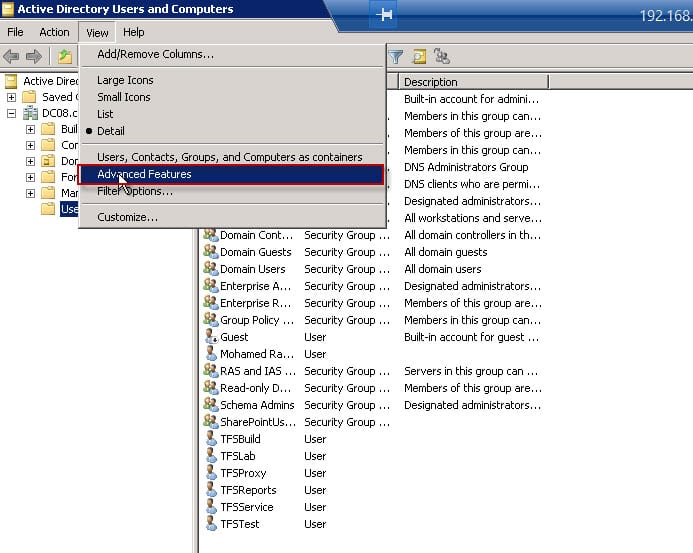 Active Directory Users and Computers
192.168.
File Action View Help
Add/Remove Columns...
Large Icons
Small Icons
List
Detail
Users, Contacts, Groups, and Computers as containers
Advanced Features
Filter Options...
Customize...
Active Direc
Saved
DC08.c
Buil
Con
Dom
For
Man
Use
Description
Built-in account for admini...
Members in this group can...
Members of this group are...
Members in this group can...
DNS Administrators Group
DNS clients who are permi...
Designated administrators...
All workstations and serve...
Domain Cont... Security Group ... All domain controllers in th...
Domain Guests Security Group ... All domain guests
Domain Users Security Group ... All domain users
Enterprise A... Security Group ... Designated administrators...
Enterprise R... Security Group ... Members of this group are...
Group Policy ... Security Group ... Members in this group can...
Guest User Built-in account for guest ...
Mohamed Ra... User
RAS and IAS ... Security Group ... Servers in this group can ...
Read-only D... Security Group ... Members of this group are...
Schema Admins Security Group ... Designated administrators...
SharePointUs... Security Group ...
TFSBuild User
TFSLab User
TFSProxy User
TFSReports User
TFSService User
TFSTest User